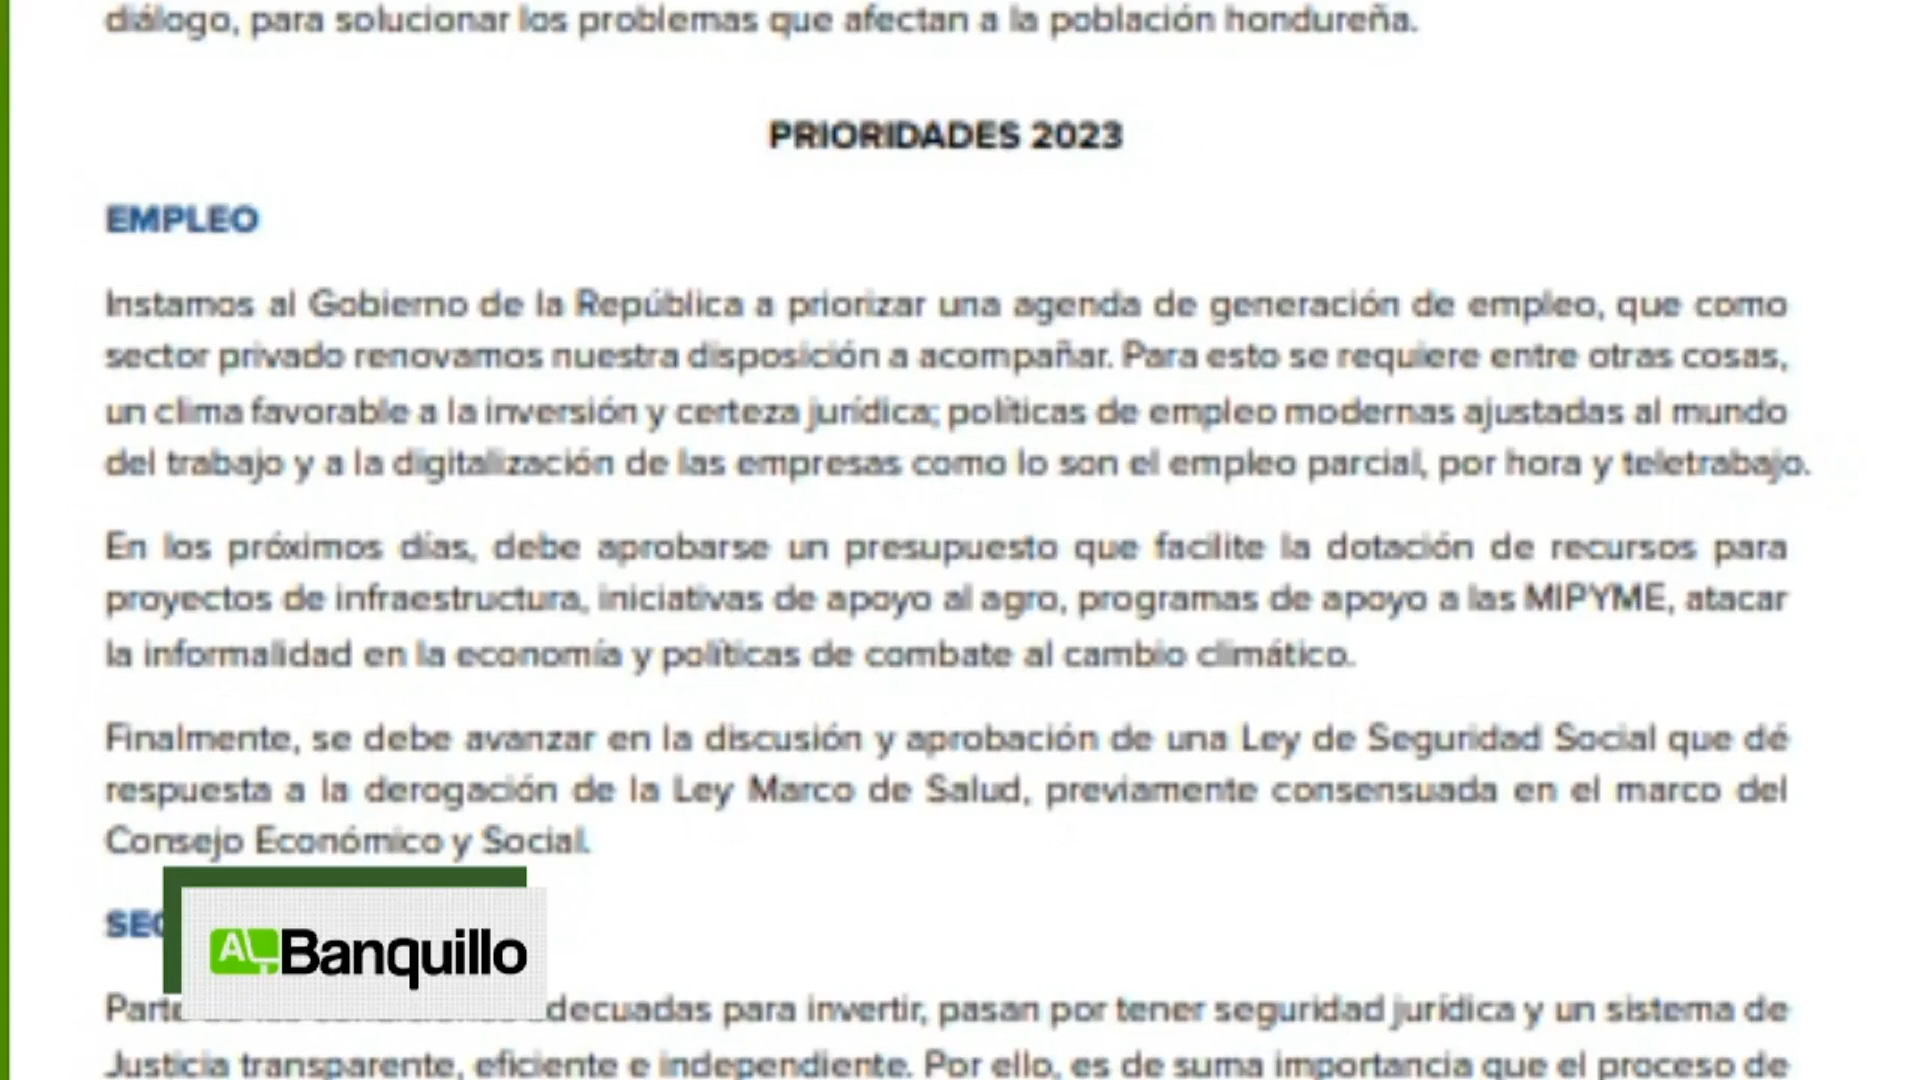 diálogo, para solucionar los problemas que afectan a la población hondureña.
PRIORIDADES 2023
EMPLEO
Instamos al Gobierno de la República a priorizar una agenda de generación de empleo, que como
sector privado renovamos nuestra disposición a acompañar. Para esto se requiere entre otras cosas,
un clima favorable a la inversión y certeza jurídica; políticas de empleo modernas ajustadas al mundo
del trabajo y a la digitalización de las empresas como lo son el empleo parcial, por hora y teletrabajo.
En los próximos días, debe aprobarse un presupuesto que facilite la dotación de recursos para
proyectos de infraestructura, iniciativas de apoyo al agro, programas de apoyo a las MIPYME, atacar
la informalidad en la economía y políticas de combate al cambio climático.
Finalmente, se debe avanzar en la discusión y aprobación de una Ley de Seguridad Social que dé
respuesta a la derogación de la Ley Marco de Salud, previamente consensuada en el marco del
Consejo Económico y Social.
AL Banquillo
decuadas para invertir, pasan por tener seguridad jurídica y un sistema de
Justicia transparente, eficiente e independiente. Por ello, es de suma importancia que el proceso de